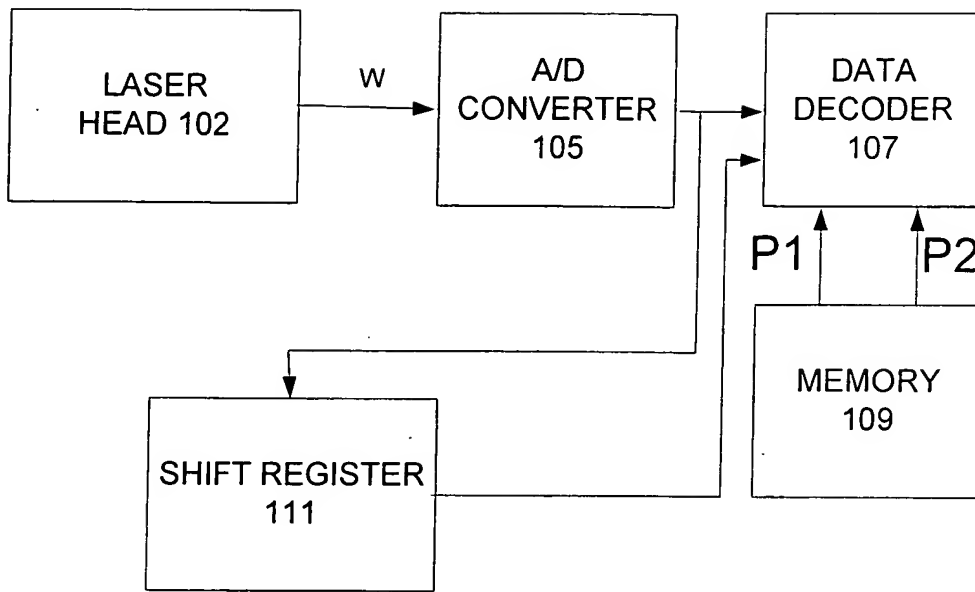 LASER
HEAD 102
W
A/D
CONVERTER
105
DATA
DECODER
107
P1
P2
MEMORY
109
SHIFT REGISTER
111